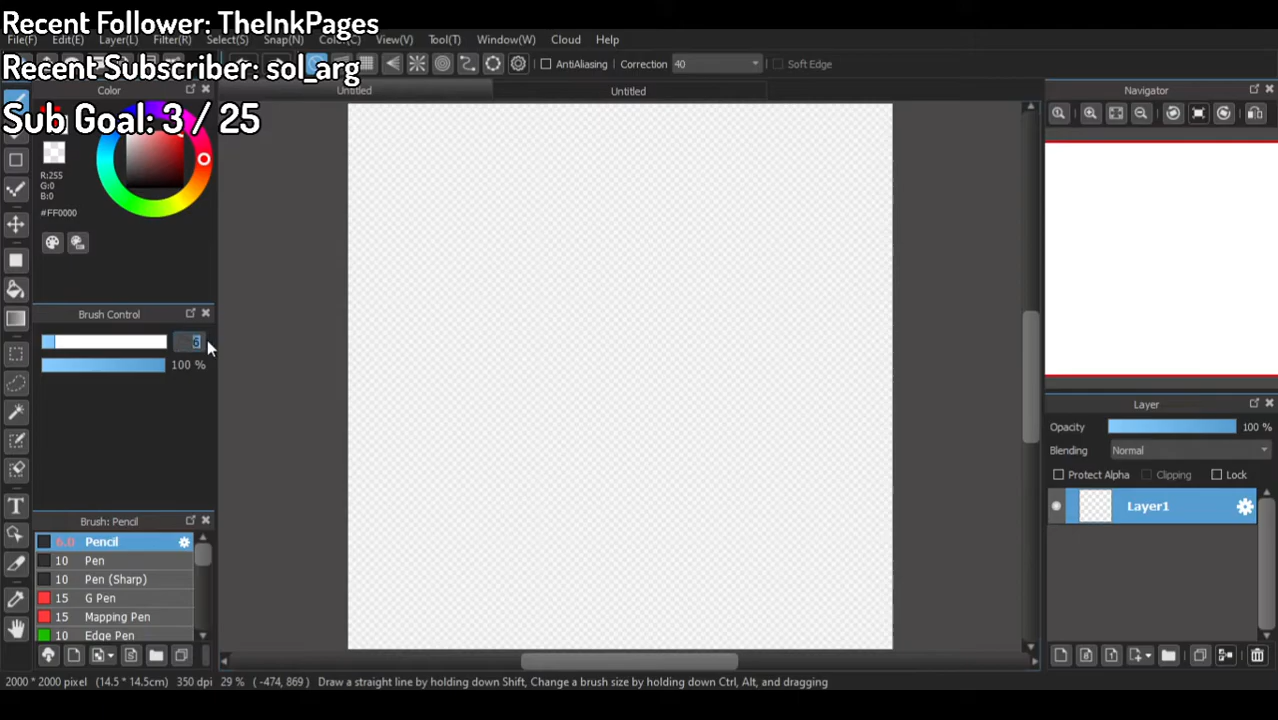 Recent Follower: TheInkPages
File(F) Edit(E) Layer(L) Filter(R) Select(S) Snap(N) Color(C) View(V) Tool(T) Window(W) Cloud Help
Recent Subscriber: sol_arg
AntiAliasing Correction 40 Soft Edge
Color
Untitled
Untitled
Navigator
Sub Goal: 3 / 25
R:255
G:0
B:0
#FF0000
Brush Control
6
100 %
Brush: Pencil
6.0 Pencil
10 Pen
10 Pen (Sharp)
15 G Pen
15 Mapping Pen
10 Edge Pen
Layer
Opacity 100 %
Blending Normal
Protect Alpha Clipping Lock
Layer1
2000 * 2000 pixel (14.5 * 14.5cm) 350 dpi 29 % ( -474, 869 ) Draw a straight line by holding down Shift, Change a brush size by holding down Ctrl, Alt, and dragging